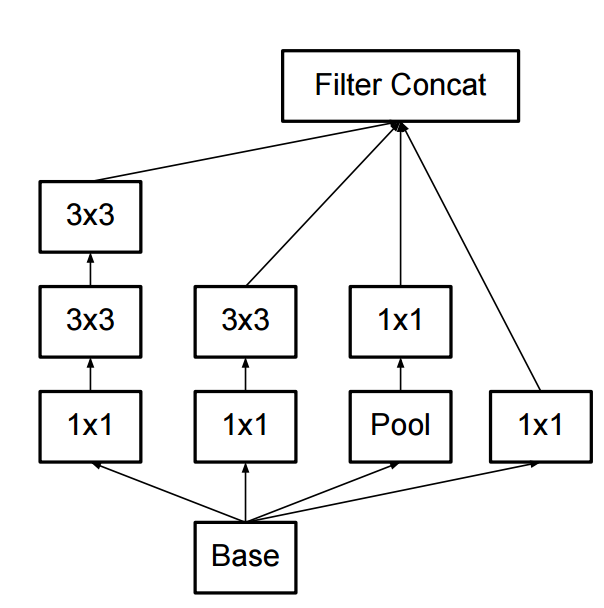 Filter Concat
3x3
3x3
3x3
1x1
1x1
1x1
Pool
1x1
Base